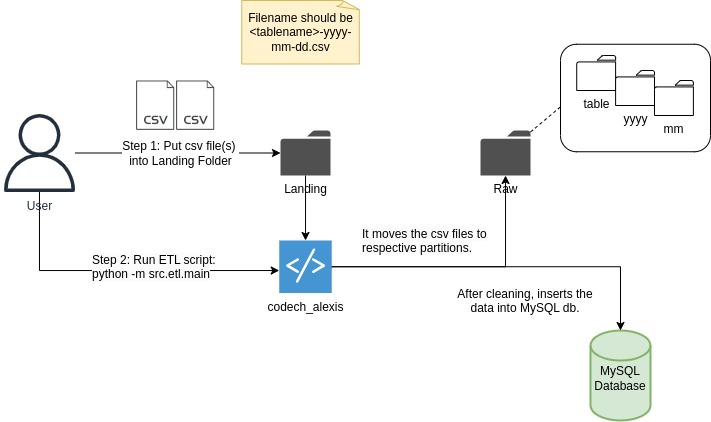 Filename should be
<tablename>-yyyy-
mm-dd.csv
CSV
CSV
table
yyyy
mm
Step 1: Put csv file(s)
into Landing Folder
User
Landing
Raw
It moves the csv files to
respective partitions.
Step 2: Run ETL script:
python -m src.etl.main
</>
codech_alexis
After cleaning, inserts the
data into MySQL db.
MySQL
Database